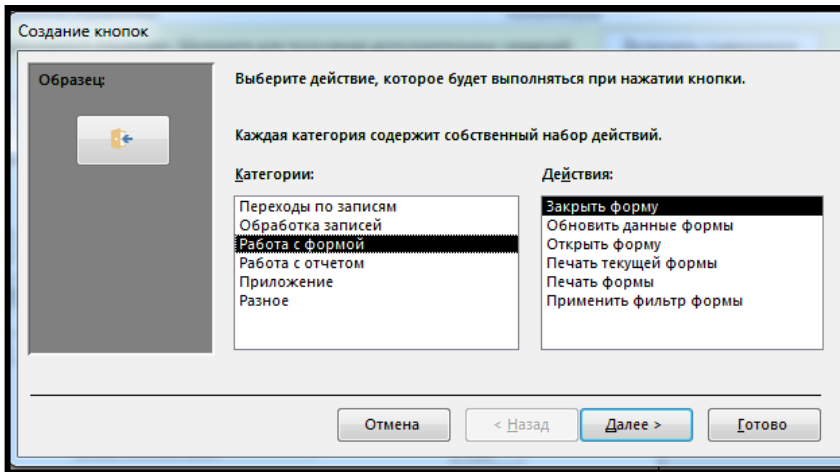 Создание кнопок
Образец:
Выберите действие, которое будет выполняться при нажатии кнопки.
Каждая категория содержит собственный набор действий.
Категории:
Переходы по записям
Обработка записей
Работа с формой
Работа с отчетом
Приложение
Разное
Действия:
Закрыть форму
Обновить данные формы
Открыть форму
Печать текущей формы
Печать формы
Применить фильтр формы
Отмена
< Назад
Далее >
Готово